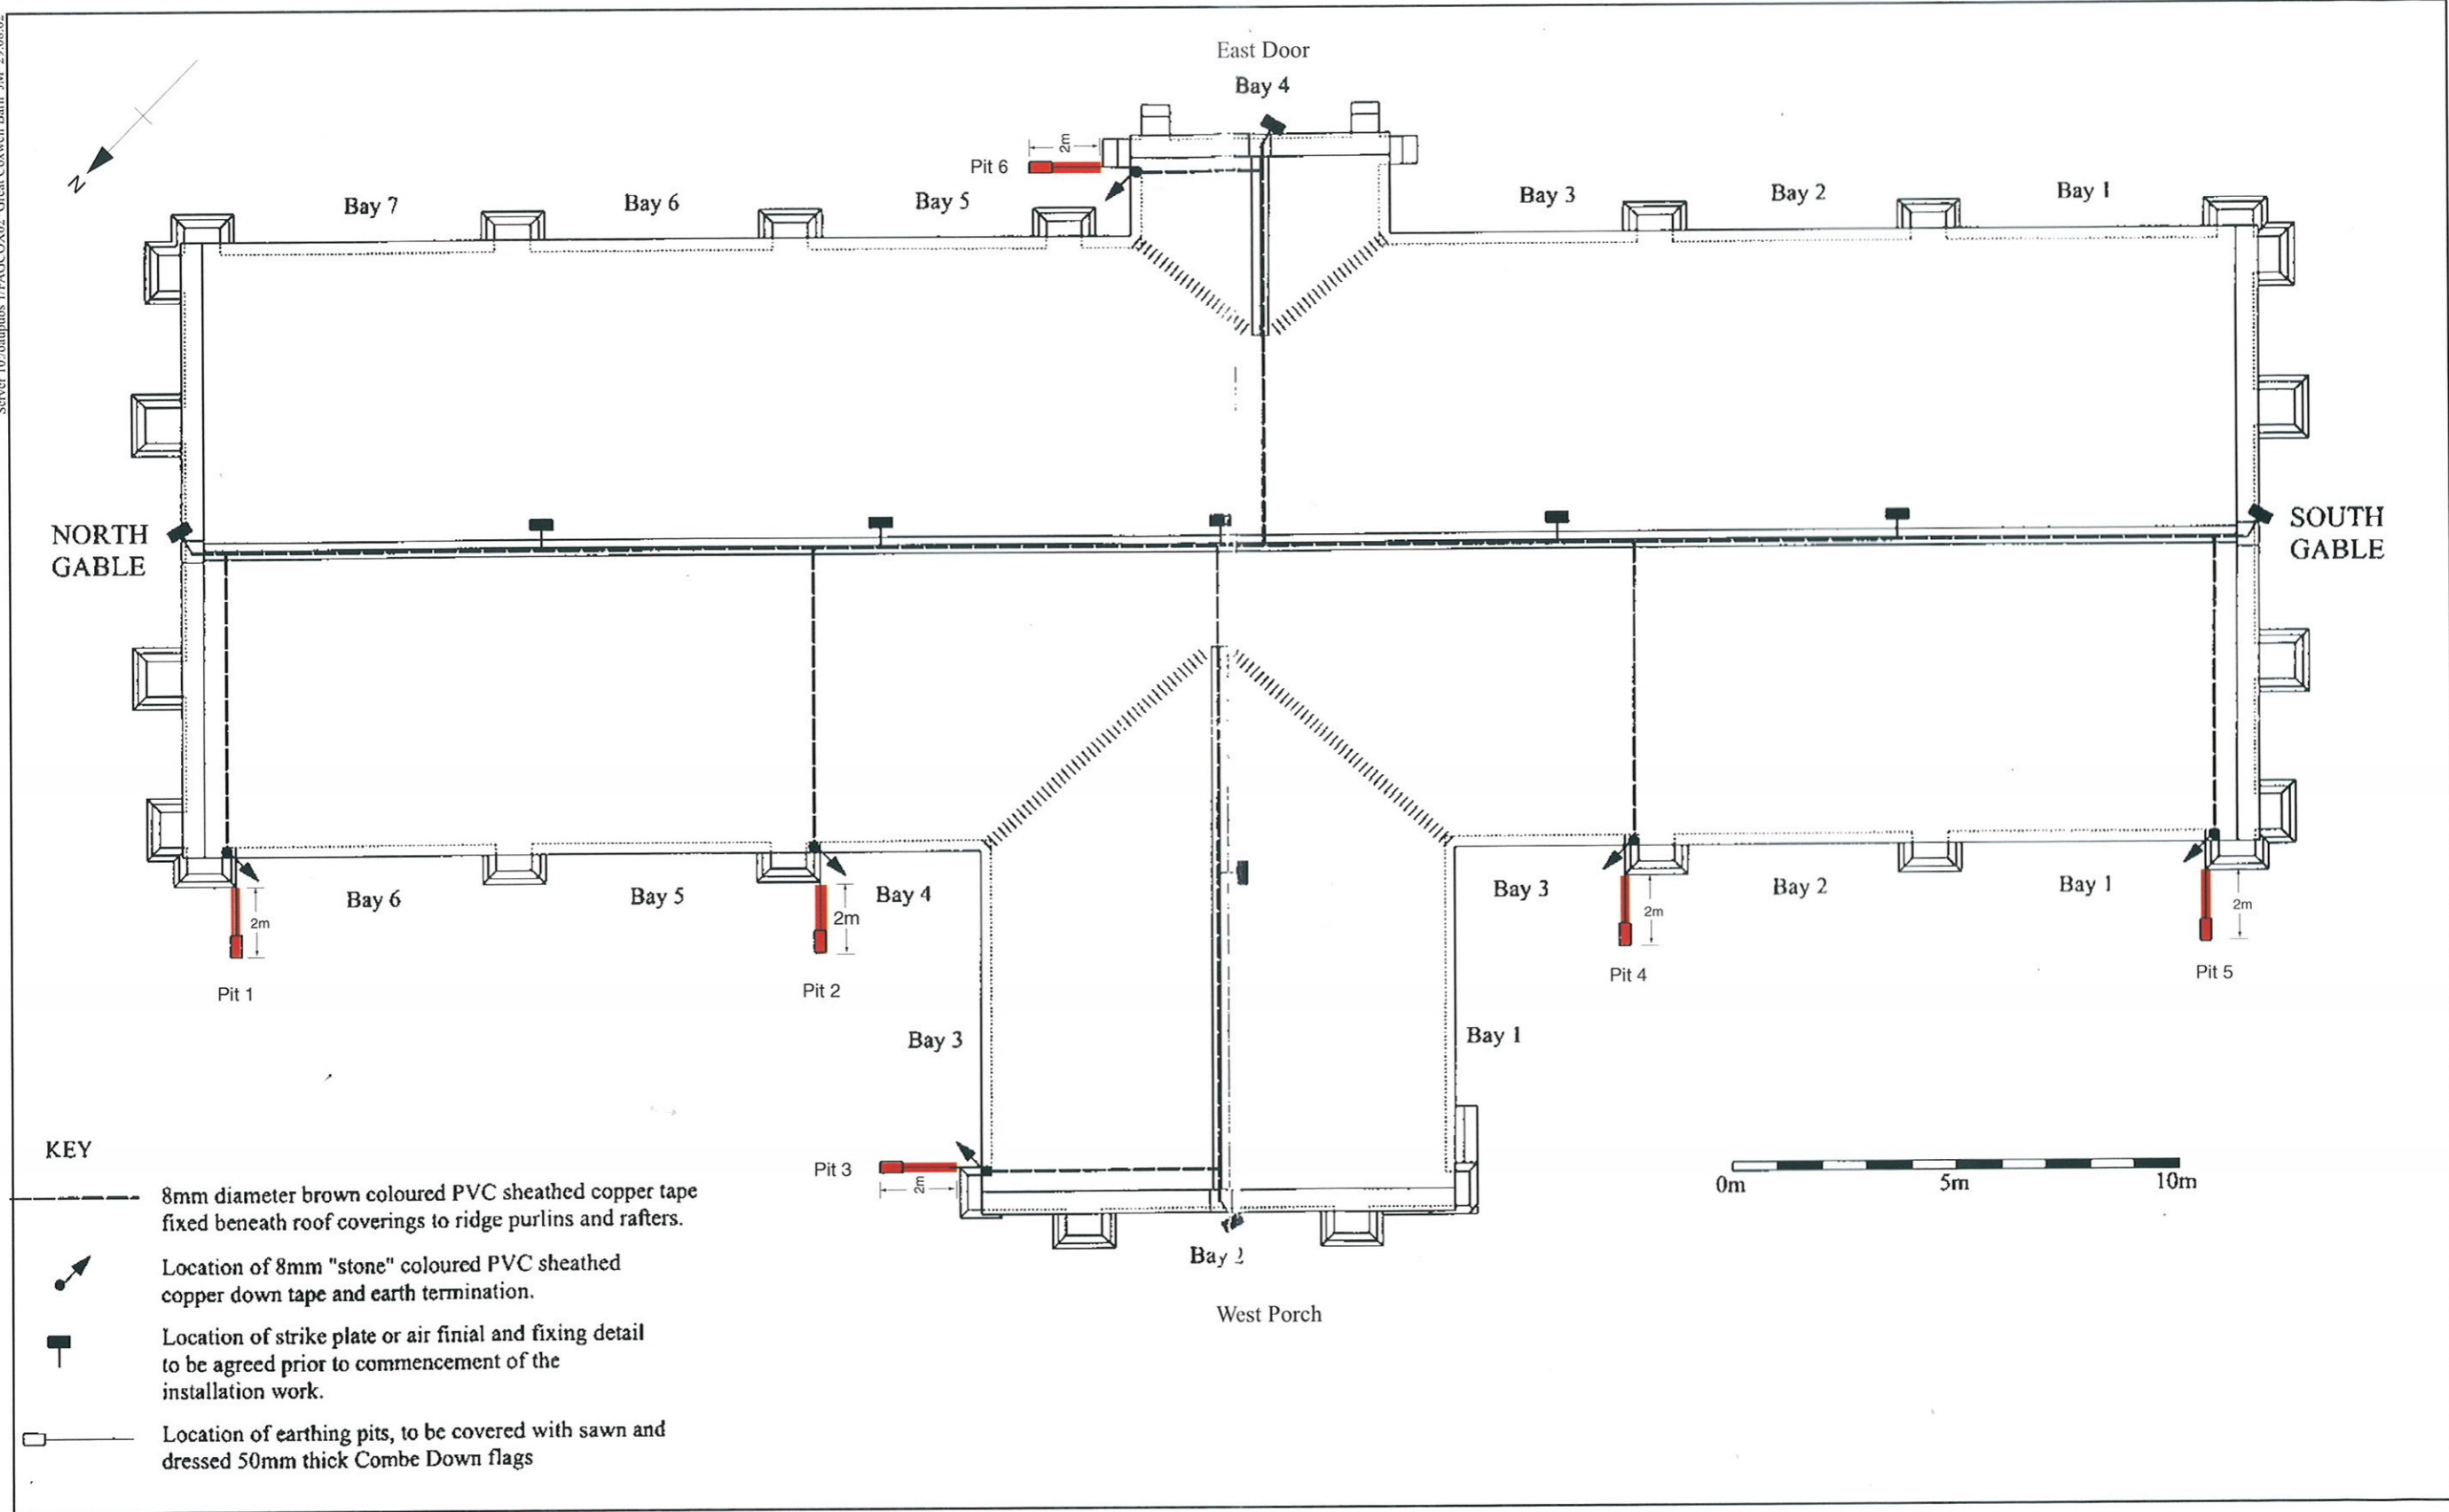 East Door
Bay 4
2m
Pit 6
N
Bay 7
Bay 6
Bay 5
Bay 3
Bay 2
Bay 1
NORTH
GABLE
SOUTH
GABLE
Bay 6
Bay 5
Bay 4
Bay 3
Bay 2
Bay 1
2m
2m
2m
2m
Pit 1
Pit 2
Pit 4
Pit 5
Bay 3
Bay 1
Pit 3
2m
Bay 2
West Porch
0m
5m
10m
KEY
8mm diameter brown coloured PVC sheathed copper tape
fixed beneath roof coverings to ridge purlins and rafters.
Location of 8mm "stone" coloured PVC sheathed
copper down tape and earth termination.
Location of strike plate or air finial and fixing detail
to be agreed prior to commencement of the
installation work.
Location of earthing pits, to be covered with sawn and
dressed 50mm thick Combe Down flags